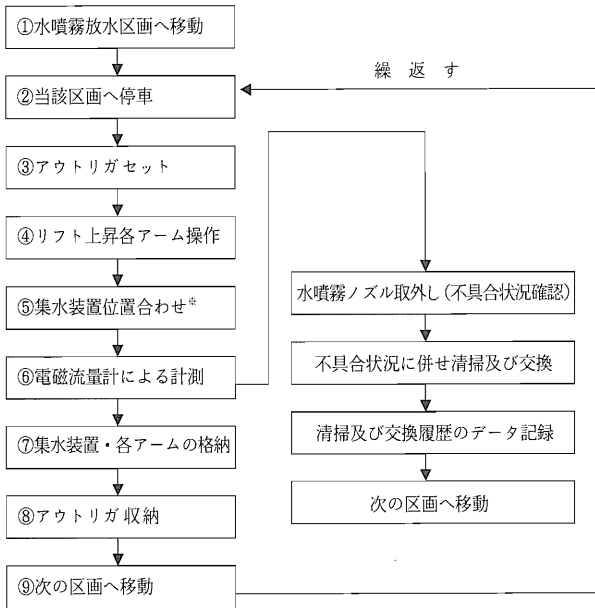 ①水噴霧放水区画へ移動
繰返す
②当該区画へ停車
③アウトリガセット
④リフト上昇各アーム操作
⑤集水装置位置合わせ※
⑥電磁流量計による計測
⑦集水装置・各アームの格納
⑧アウトリガ収納
⑨次の区画へ移動
水噴霧ノズル取外し(不具合状況確認)
不具合状況に併せ清掃及び交換
清掃及び交換履歴のデータ記録
次の区画へ移動